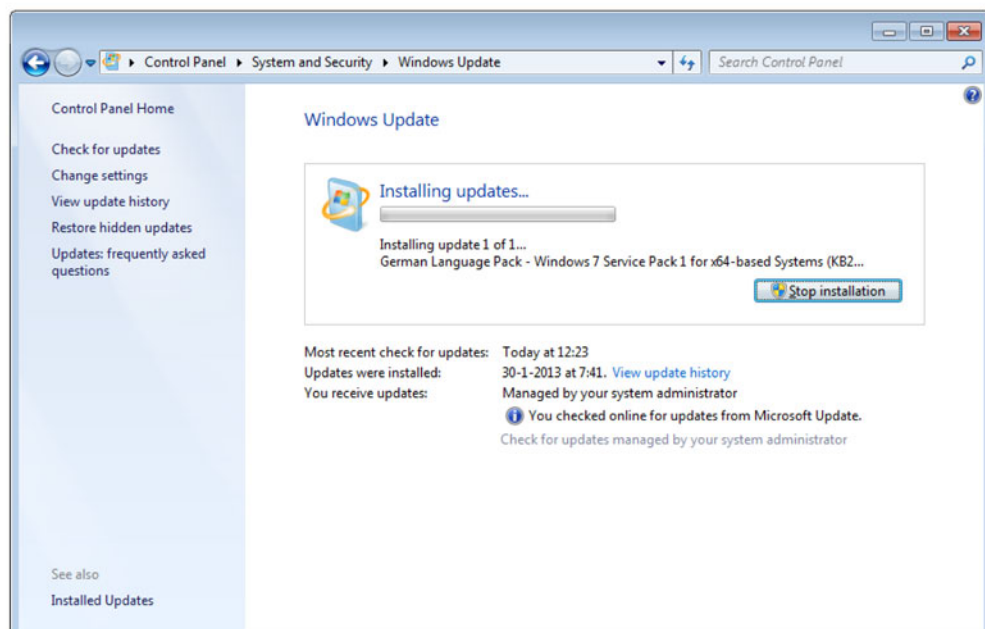 Control Panel ▸ System and Security ▸ Windows Update
Search Control Panel
Control Panel Home
Check for updates
Change settings
View update history
Restore hidden updates
Updates: frequently asked
questions
See also
Installed Updates
Windows Update
Installing updates...
Installing update 1 of 1...
German Language Pack - Windows 7 Service Pack 1 for x64-based Systems (KB2...
Stop installation
Most recent check for updates: Today at 12:23
Updates were installed: 30-1-2013 at 7:41. View update history
You receive updates: Managed by your system administrator
You checked online for updates from Microsoft Update.
Check for updates managed by your system administrator